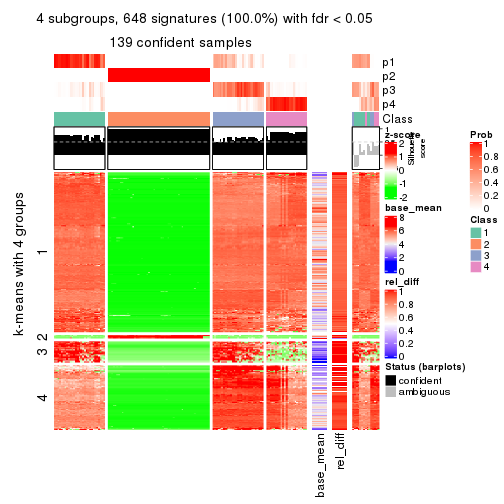 4 subgroups, 648 signatures (100.0%) with fdr < 0.05
139 confident samples
p1
p2
p3
p4
Class
1
Silhouette
score
k-means with 4 groups
1
2
3
4
base_mean
rel_diff
z-score
2
1
0
-1
-2
base_mean
8
6
4
2
0
rel_diff
1
0.8
0.6
0.4
0.2
0
Status (barplots)
confident
ambiguous
Prob
1
0.8
0.6
0.4
0.2
0
Class
1
2
3
4